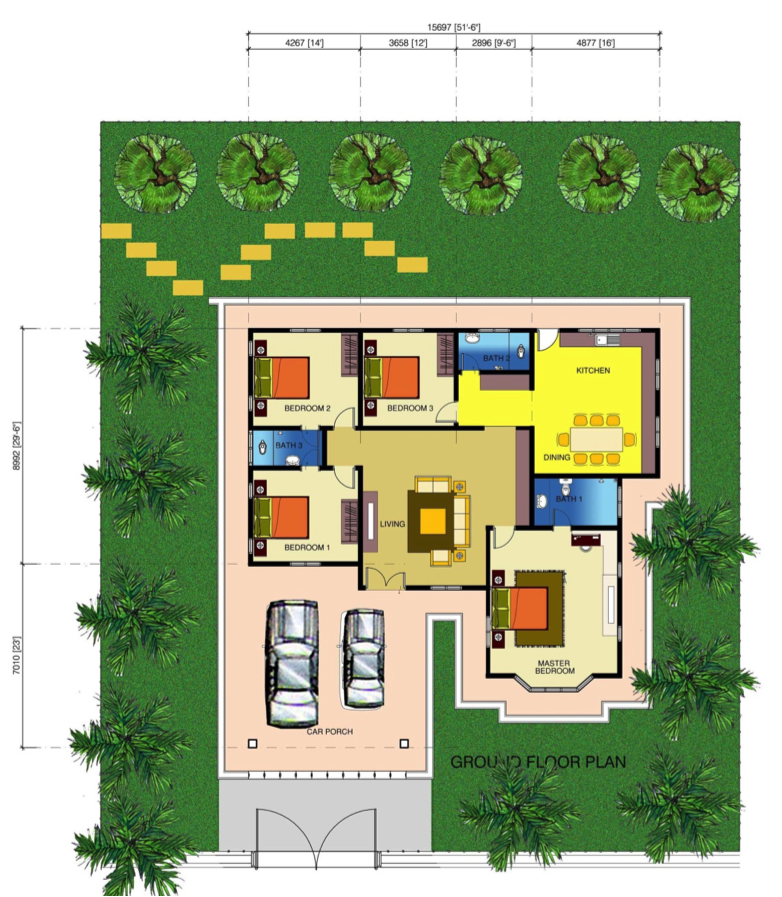 15697 [51'-6"]
4267 [14']
3658 [12']
2896 [9'-6"]
4877 [16']
BATH 2
KITCHEN
BEDROOM 2
BEDROOM 3
8992 [29'-6"]
BATH 3
DINING
BATH 1
LIVING
BEDROOM 1
7010 [23']
MASTER
BEDROOM
CAR PORCH
GROUND FLOOR PLAN